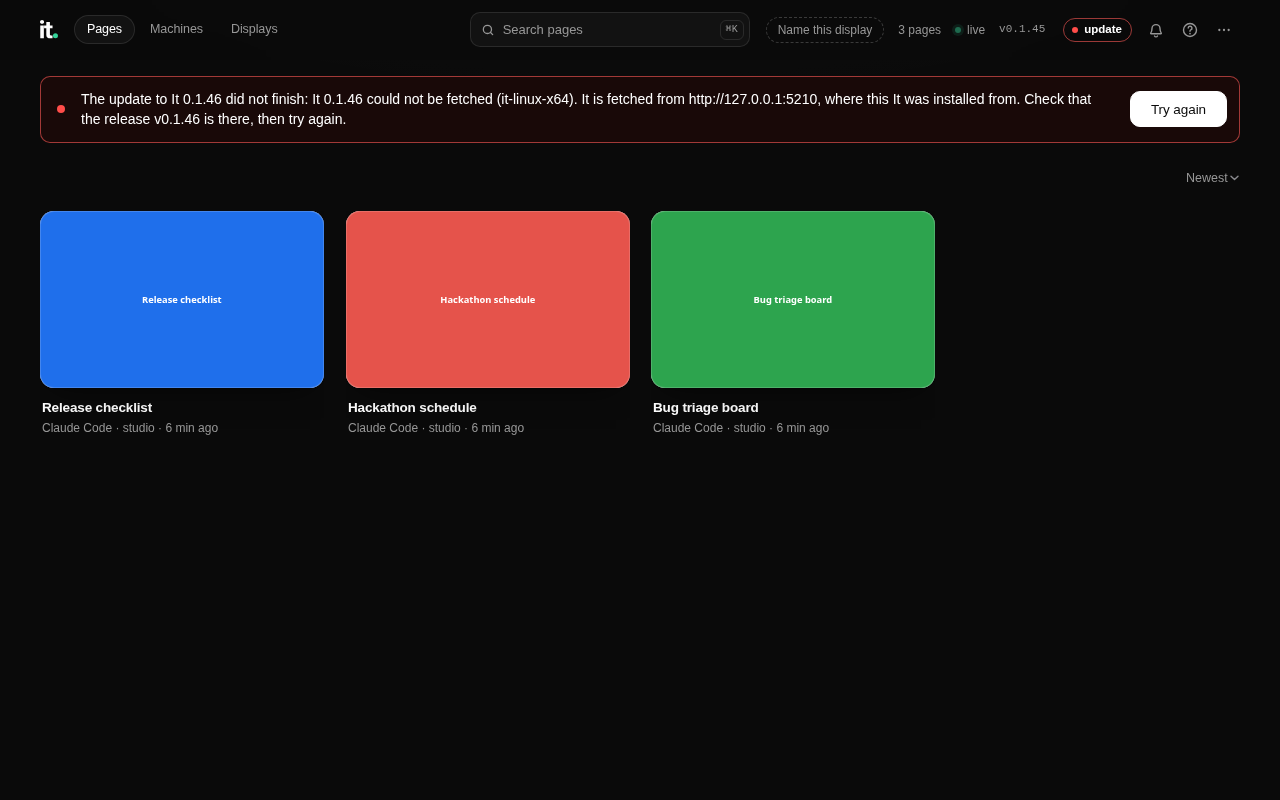 it.
Pages
Machines
Displays
Search pages
⌘K
Name this display
3 pages
live
v0.1.45
update
The update to It 0.1.46 did not finish: It 0.1.46 could not be fetched (it-linux-x64). It is fetched from http://127.0.0.1:5210, where this It was installed from. Check that
the release v0.1.46 is there, then try again.
Try again
Newest
Release checklist
Hackathon schedule
Bug triage board
Release checklist
Claude Code · studio · 6 min ago
Hackathon schedule
Claude Code · studio · 6 min ago
Bug triage board
Claude Code · studio · 6 min ago